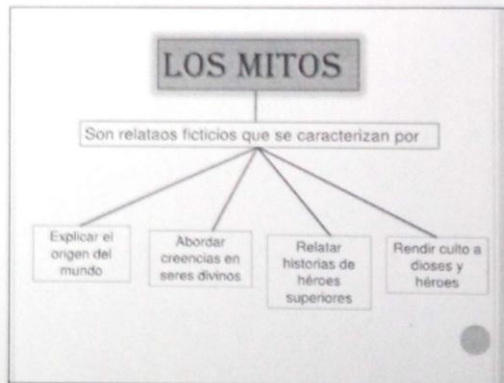 LOS MITOS
Son relataos ficticios que se caracterizan por
Explicar el
origen del
mundo
Abordar
creencias en
seres divinos
Relatar
historias de
héroes
superiores
Rendir culto a
dioses y
héroes